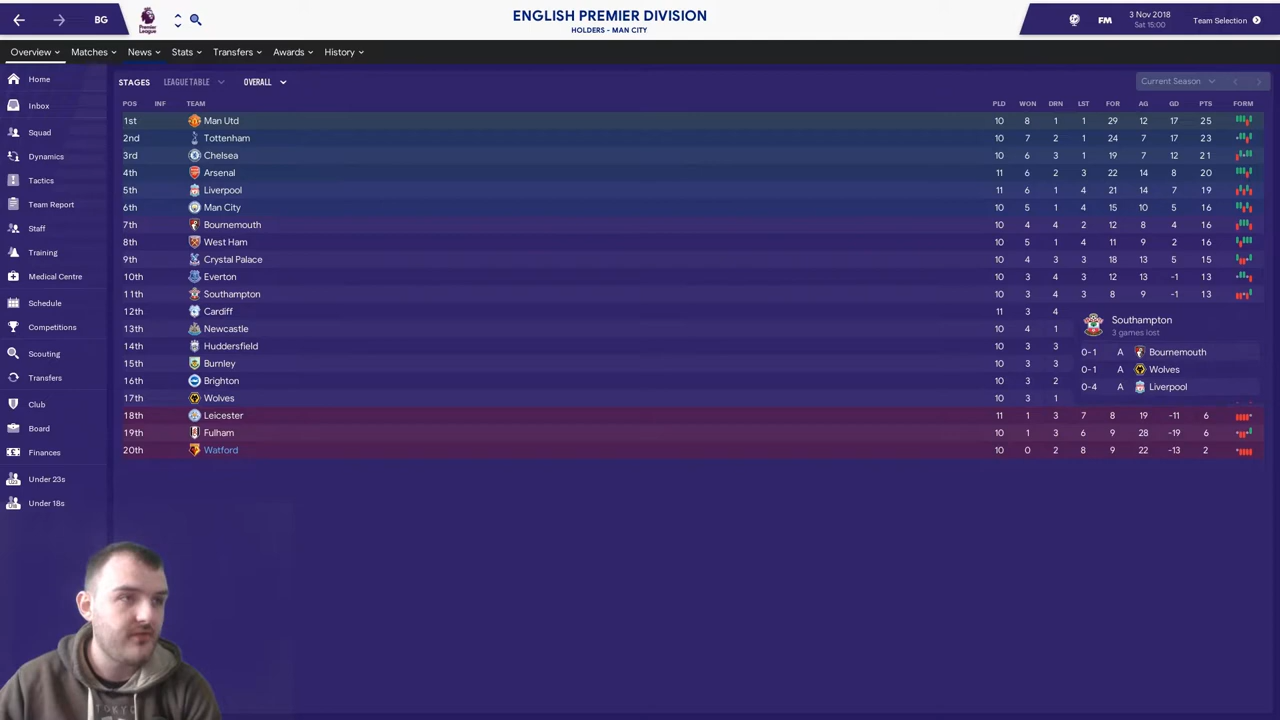 BG
Premier League
ENGLISH PREMIER DIVISION
HOLDERS - MAN CITY
FM
3 Nov 2018
Sat 15:00
Team Selection
Overview
Matches
News
Stats
Transfers
Awards
History
Home
Inbox
Squad
Dynamics
Tactics
Team Report
Staff
Training
Medical Centre
Schedule
Competitions
Scouting
Transfers
Club
Board
Finances
Under 23s
Under 18s
STAGES LEAGUE TABLE OVERALL
Current Season
POS INF TEAM PLD WON DRN LST FOR AG GD PTS FORM
1st Man Utd 10 8 1 1 29 12 17 25
2nd Tottenham 10 7 2 1 24 7 17 23
3rd Chelsea 10 6 3 1 19 7 12 21
4th Arsenal 11 6 2 3 22 14 8 20
5th Liverpool 11 6 1 4 21 14 7 19
6th Man City 10 5 1 4 15 10 5 16
7th Bournemouth 10 4 4 2 12 8 4 16
8th West Ham 10 5 1 4 11 9 2 16
9th Crystal Palace 10 4 3 3 18 13 5 15
10th Everton 10 3 4 3 12 13 -1 13
11th Southampton 10 3 4 3 8 9 -1 13
12th Cardiff 11 3 4
13th Newcastle 10 4 1
14th Huddersfield 10 3 3
15th Burnley 10 3 3
16th Brighton 10 3 2
17th Wolves 10 3 1
18th Leicester 11 1 3 7 8 19 -11 6
19th Fulham 10 1 3 6 9 28 -19 6
20th Watford 10 0 2 8 9 22 -13 2
Southampton
3 games lost
0-1 A Bournemouth
0-1 A Wolves
0-4 A Liverpool
TOKYO